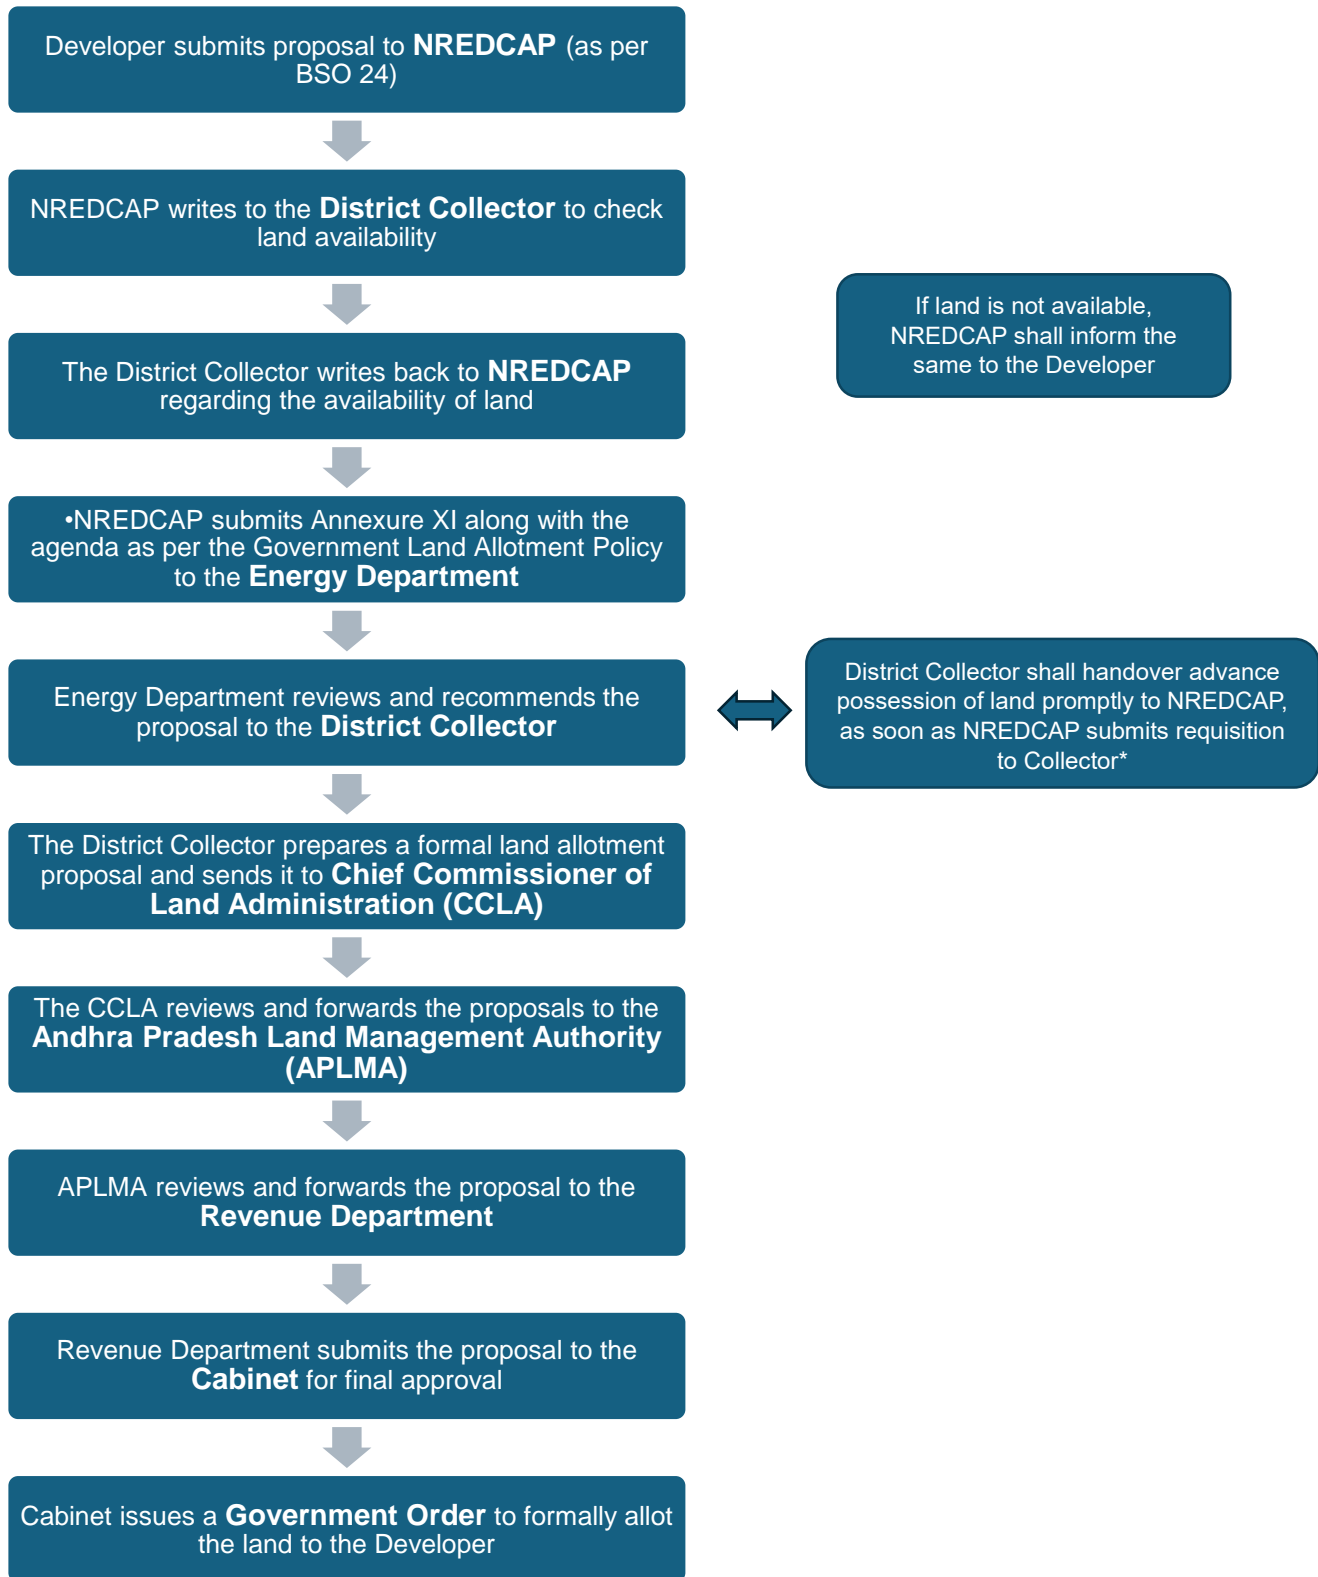 Developer submits proposal to NREDCAP (as per
BSO 24)
NREDCAP writes to the District Collector to check
land availability
If land is not available,
NREDCAP shall inform the
same to the Developer
The District Collector writes back to NREDCAP
regarding the availability of land
•NREDCAP submits Annexure XI along with the
agenda as per the Government Land Allotment Policy
to the Energy Department
Energy Department reviews and recommends the
proposal to the District Collector
District Collector shall handover advance
possession of land promptly to NREDCAP,
as soon as NREDCAP submits requisition
to Collector*
The District Collector prepares a formal land allotment
proposal and sends it to Chief Commissioner of
Land Administration (CCLA)
The CCLA reviews and forwards the proposals to the
Andhra Pradesh Land Management Authority
(APLMA)
APLMA reviews and forwards the proposal to the
Revenue Department
Revenue Department submits the proposal to the
Cabinet for final approval
Cabinet issues a Government Order to formally allot
the land to the Developer